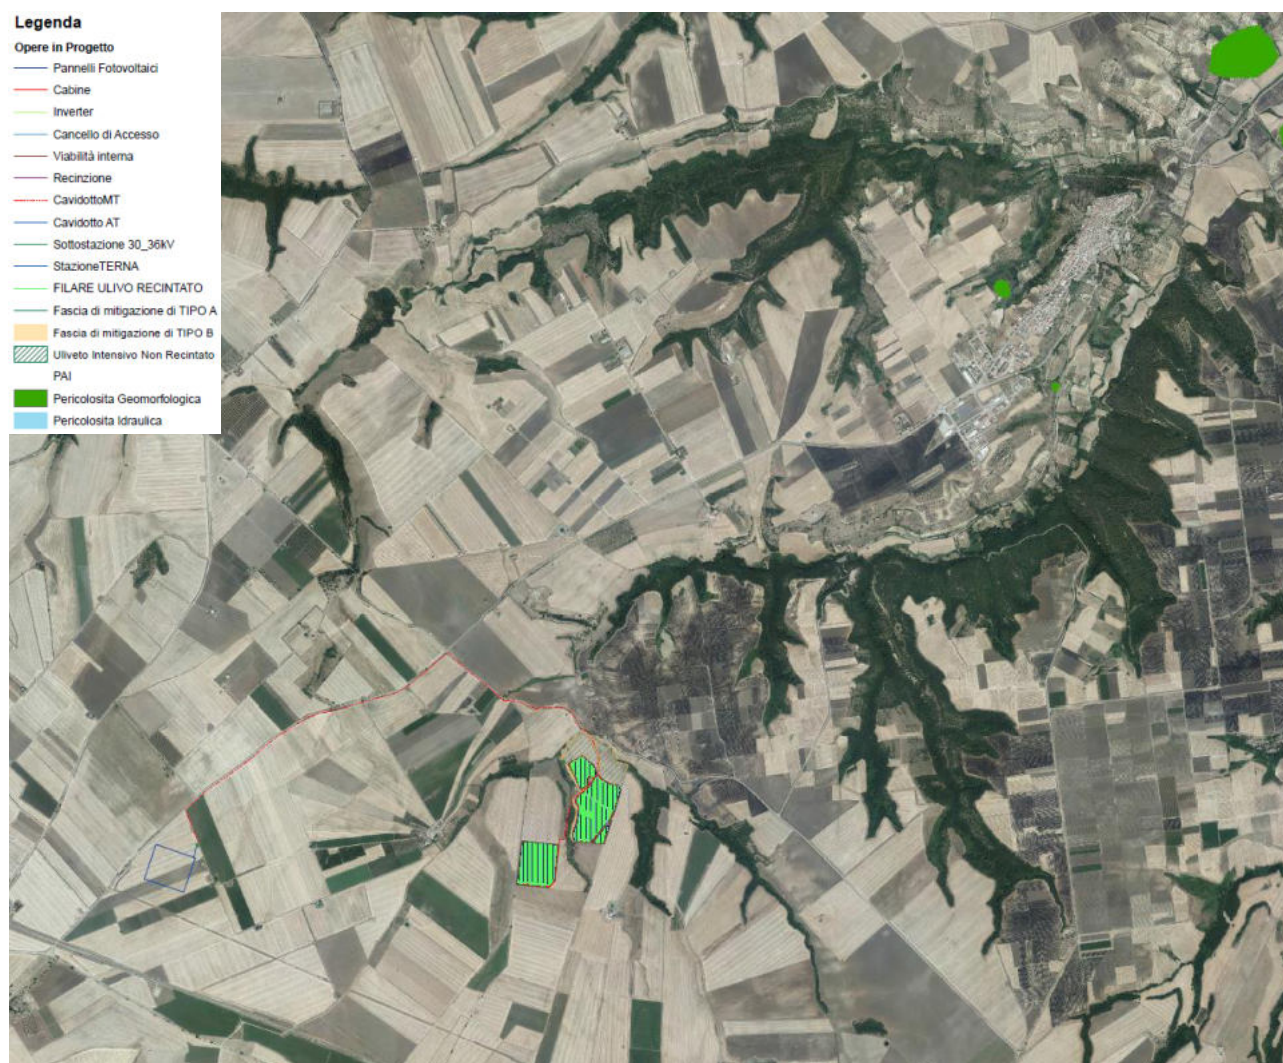 Legenda
Opere in Progetto
Pannelli Fotovoltaici
Cabine
Inverter
Cancello di Accesso
Viabilità interna
Recinzione
CavidottoMT
Cavidotto AT
Sottostazione 30_36kV
StazioneTERNA
FILARE ULIVO RECINTATO
Fascia di mitigazione di TIPO A
Fascia di mitigazione di TIPO B
Uliveto Intensivo Non Recintato
PAI
Pericolosita Geomorfologica
Pericolosita Idraulica